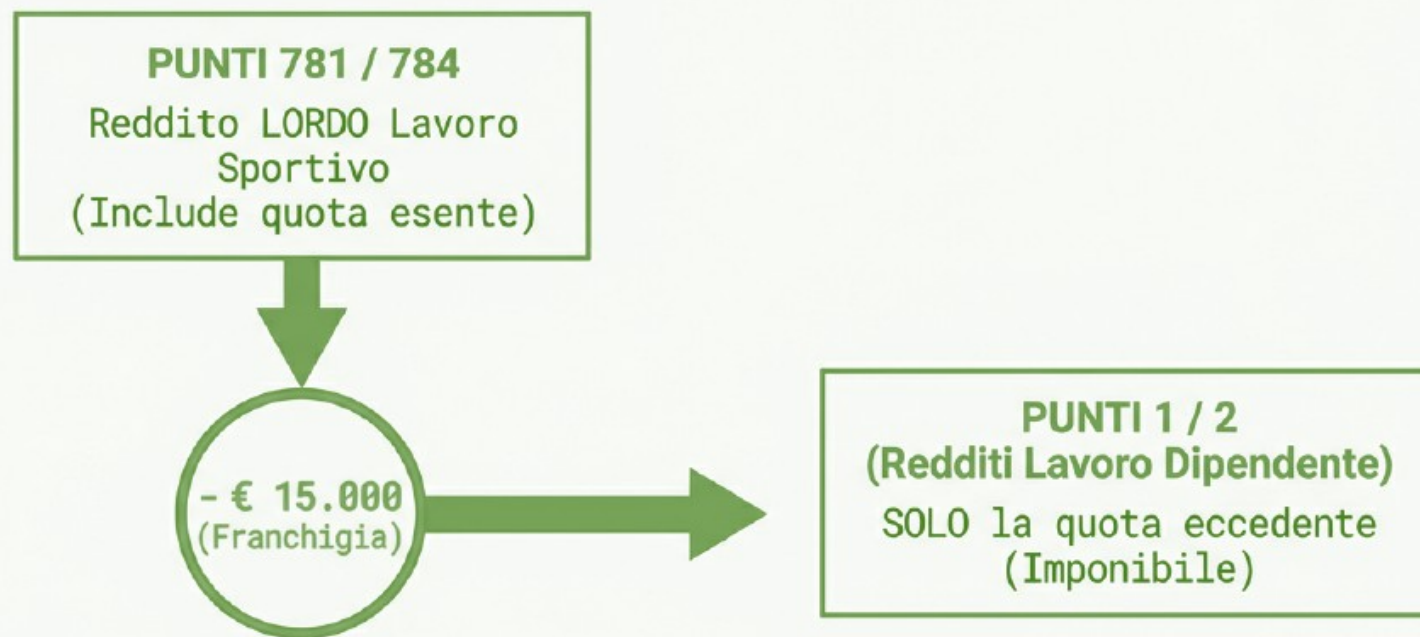 PUNTI 781 / 784
Reddito LORDO Lavoro
Sportivo
(Include quota esente)
- € 15.000
(Franchigia)
PUNTI 1 / 2
(Redditi Lavoro Dipendente)
SOLO la quota eccedente
(Imponibile)